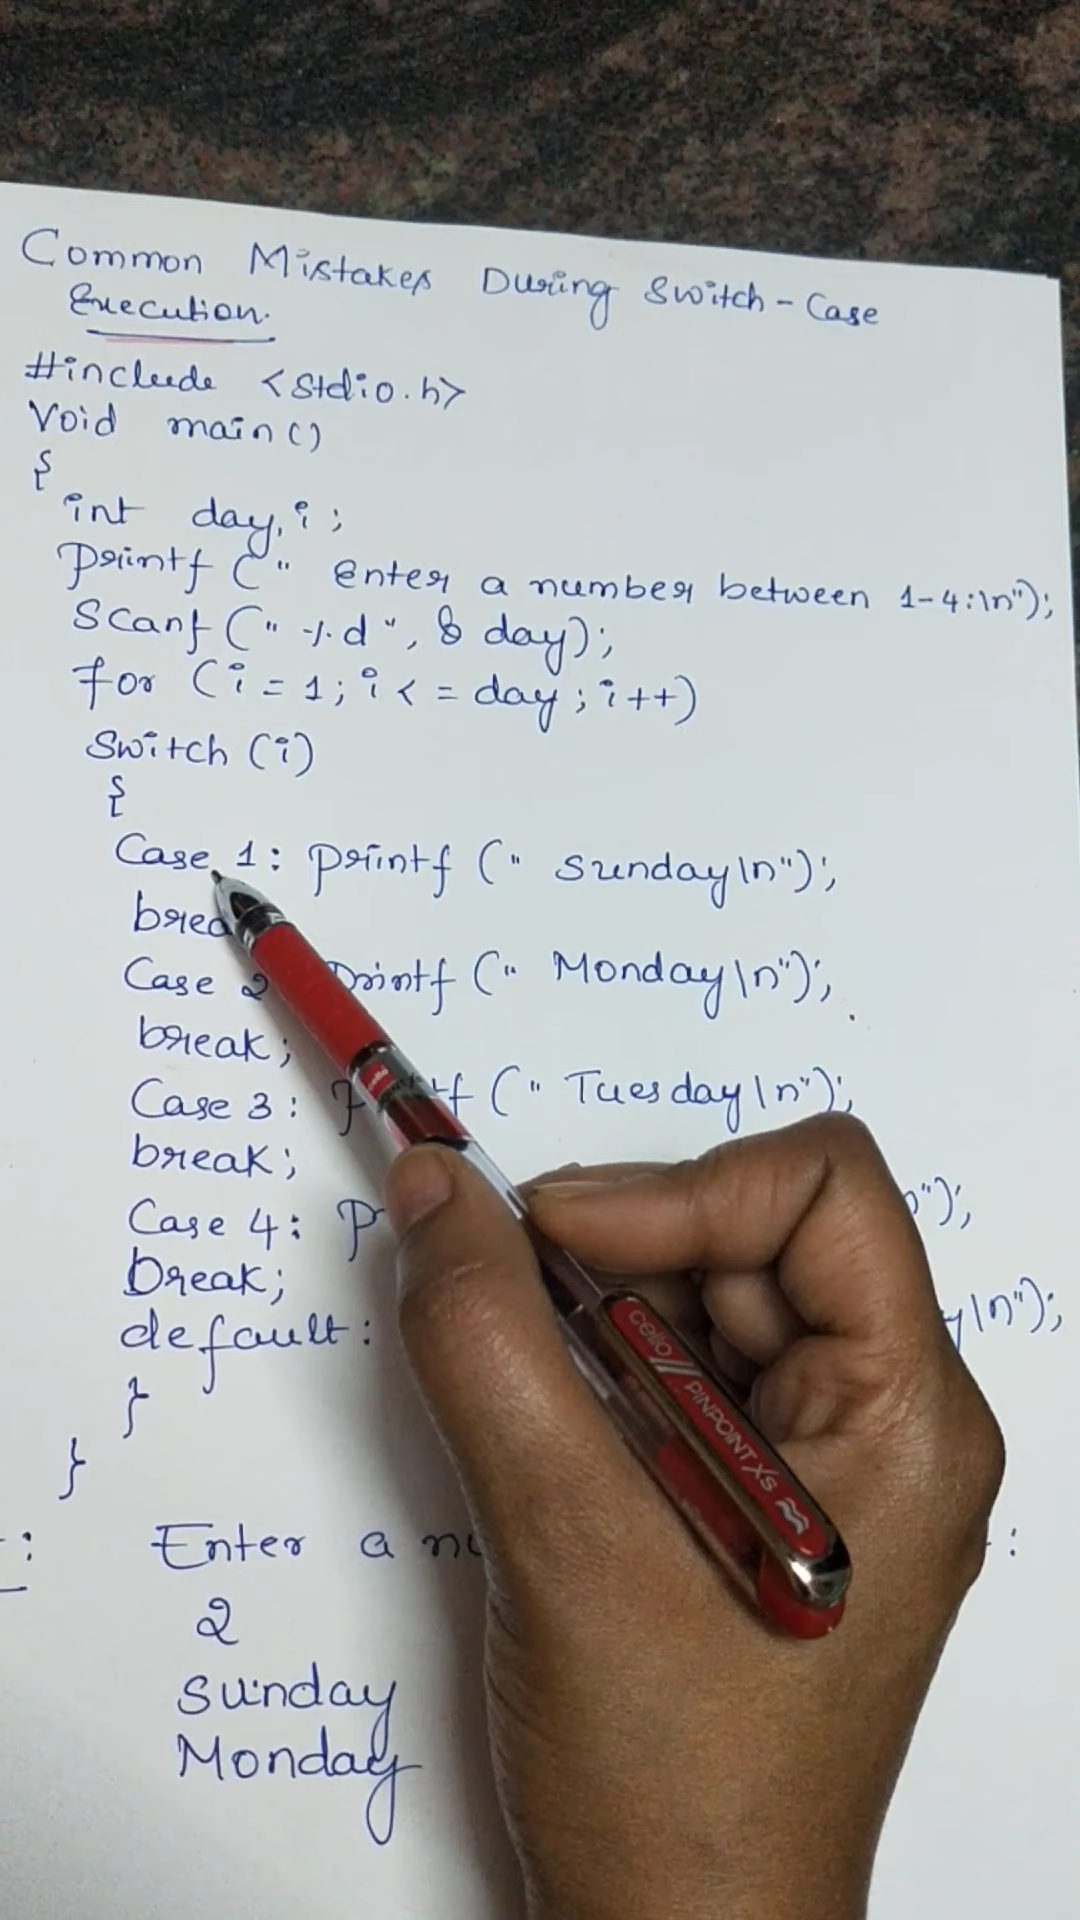 Common Mistakes During Switch-Case
Execution.
#include <stdio.h>
Void main()
{
int day, i;
printf (" enter a number between 1-4:\n");
Scanf ("%d", & day);
for (i = 1; i < = day; i++)
Switch (i)
{
Case 1: printf (" Sunday\n");
Case 2 printf (" Monday\n");
break;
Case 3: (" Tuesday\n");
break;
Case 4: \n");
break;
default: \n");
}
}
: Enter a :
2
Sunday
Monday
cello PINPOINT XS